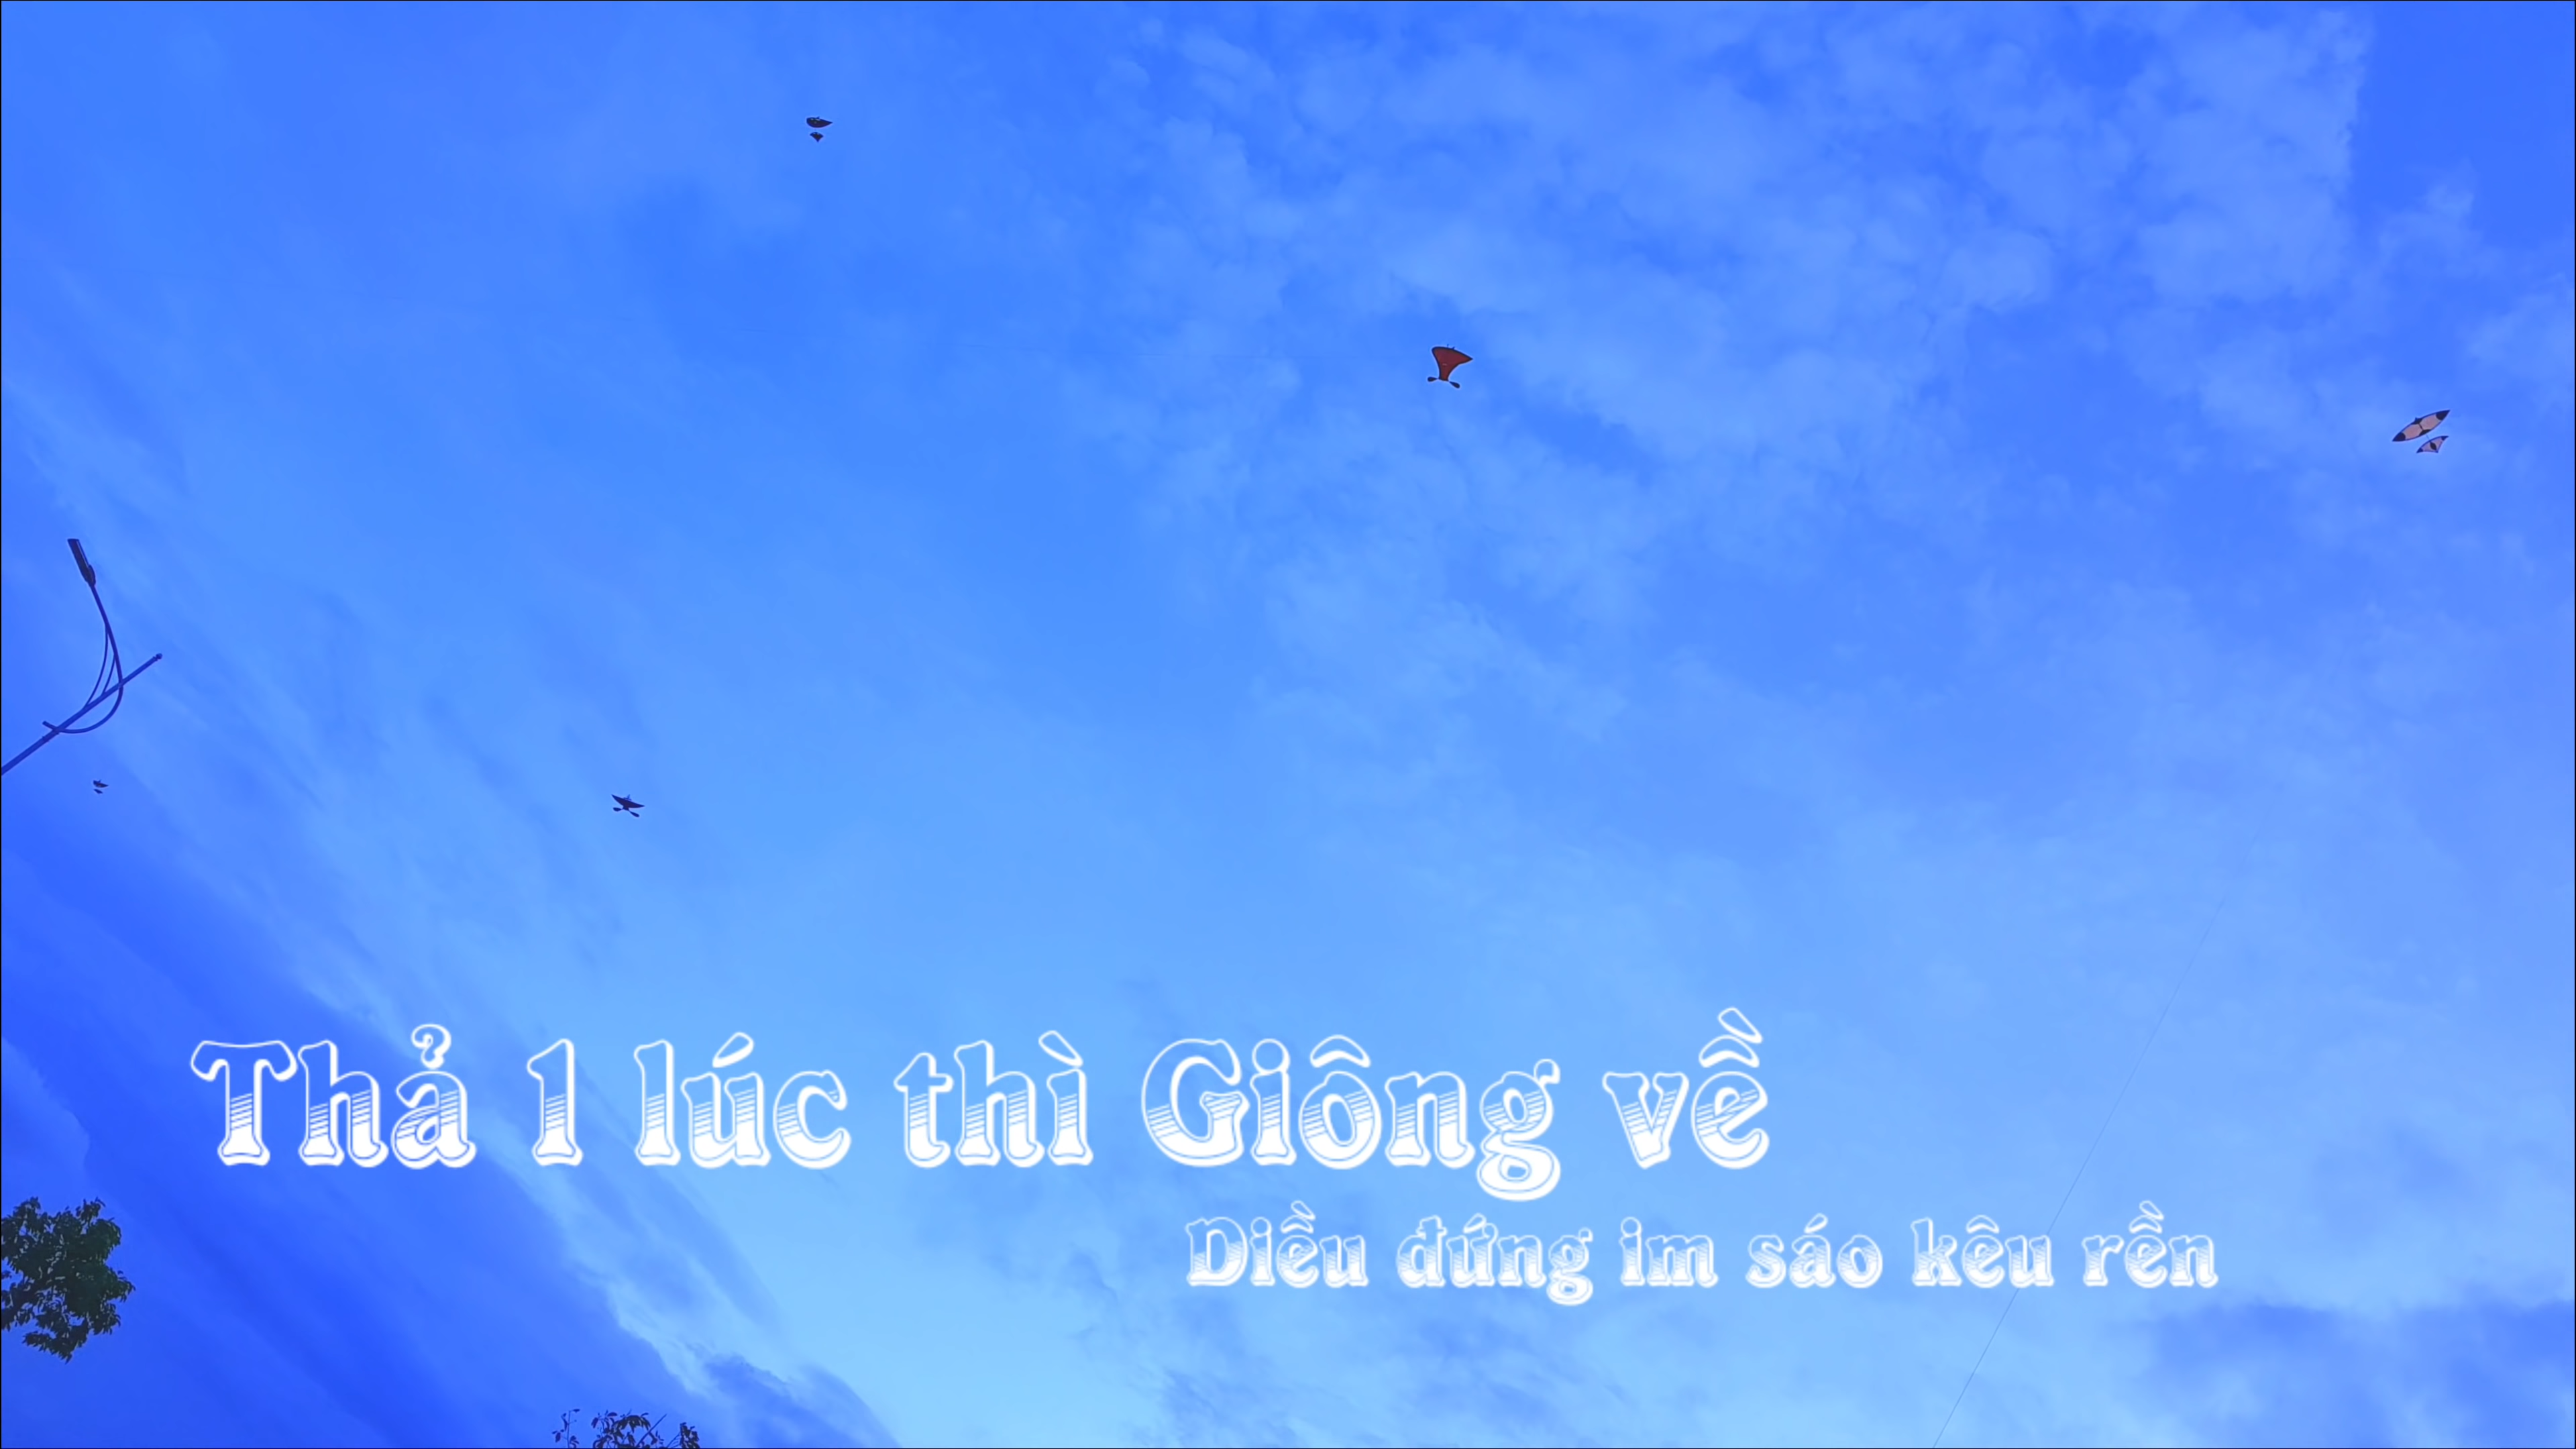 Thả 1 lúc thì Giông về
Diều đứng im sáo kêu rền